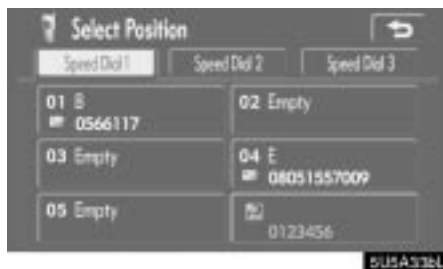 Select Position
Speed Dial 1 Speed Dial 2 Speed Dial 3
01 B
0566117
02 Empty
03 Empty
04 E
08051557009
05 Empty
0123456